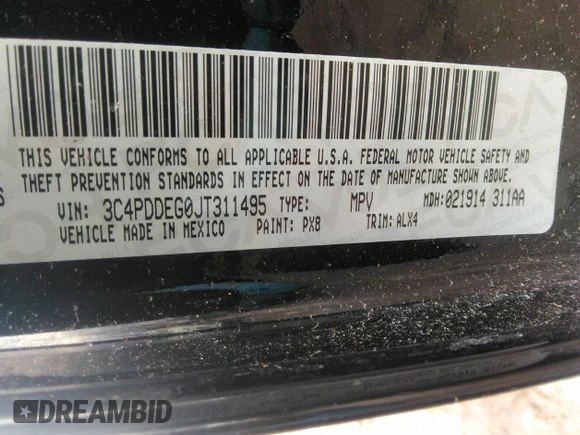 THIS VEHICLE CONFORMS TO ALL APPLICABLE U.S.A. FEDERAL MOTOR VEHICLE SAFETY AND
THEFT PREVENTION STANDARDS IN EFFECT ON THE DATE OF MANUFACTURE SHOWN ABOVE.
VIN: 3C4PDDEG0JT311495 TYPE: MPV MDH:021914 311AA
VEHICLE MADE IN MEXICO PAINT: PX8 TRIM: ALX4
DREAMBID